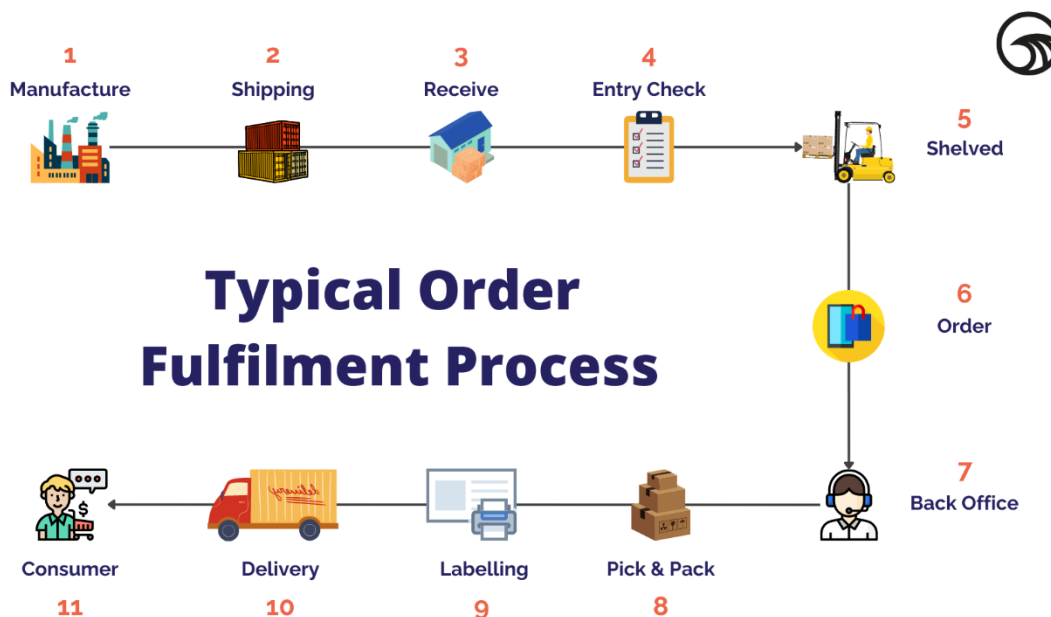 1
Manufacture
2
Shipping
3
Receive
4
Entry Check
5
Shelved
Typical Order
Fulfilment Process
6
Order
7
Back Office
8
Pick & Pack
9
Labelling
10
Delivery
delivery
11
Consumer
$